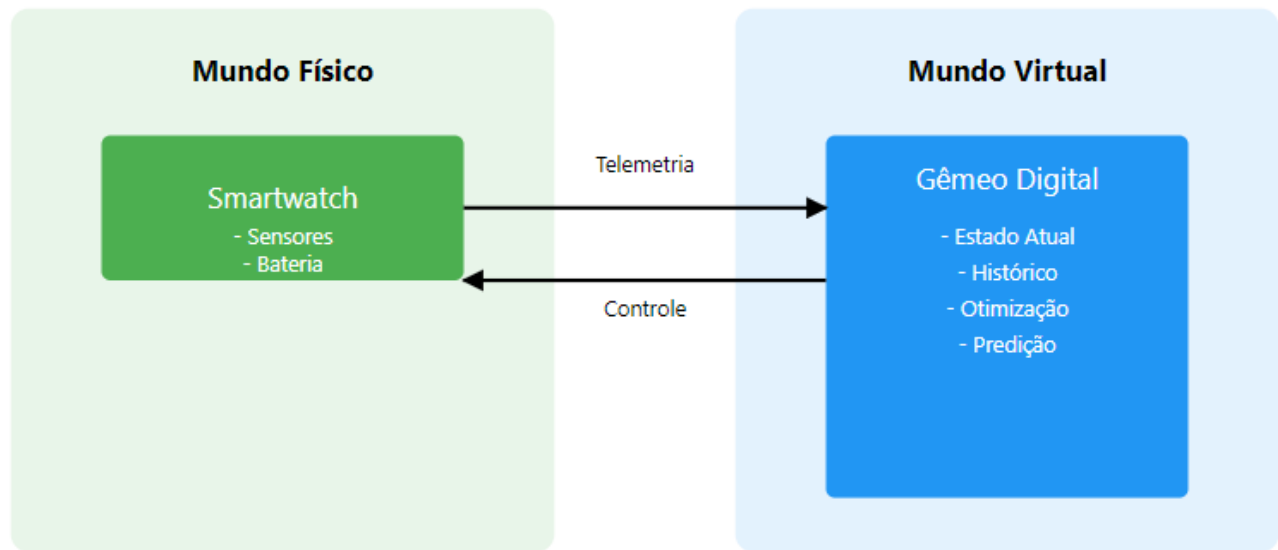 Mundo Físico
Smartwatch
- Sensores
- Bateria
Telemetria
Controle
Mundo Virtual
Gêmeo Digital
- Estado Atual
- Histórico
- Otimização
- Predição